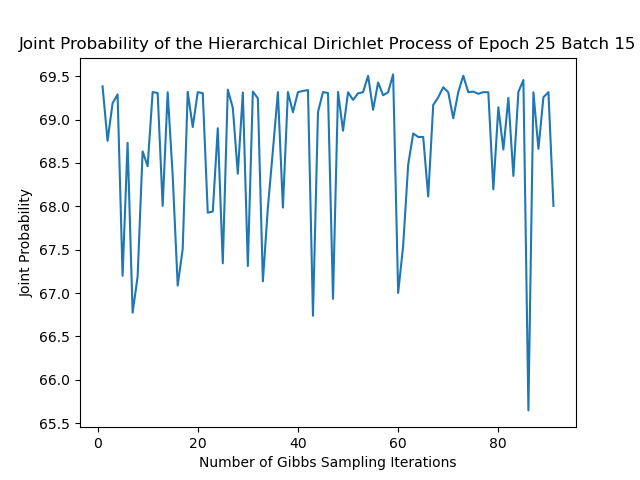 Joint Probability of the Hierarchical Dirichlet Process of Epoch 25 Batch 15
69.5
69.0
68.5
68.0
67.5
67.0
66.5
66.0
65.5
Joint Probability
0 20 40 60 80
Number of Gibbs Sampling Iterations